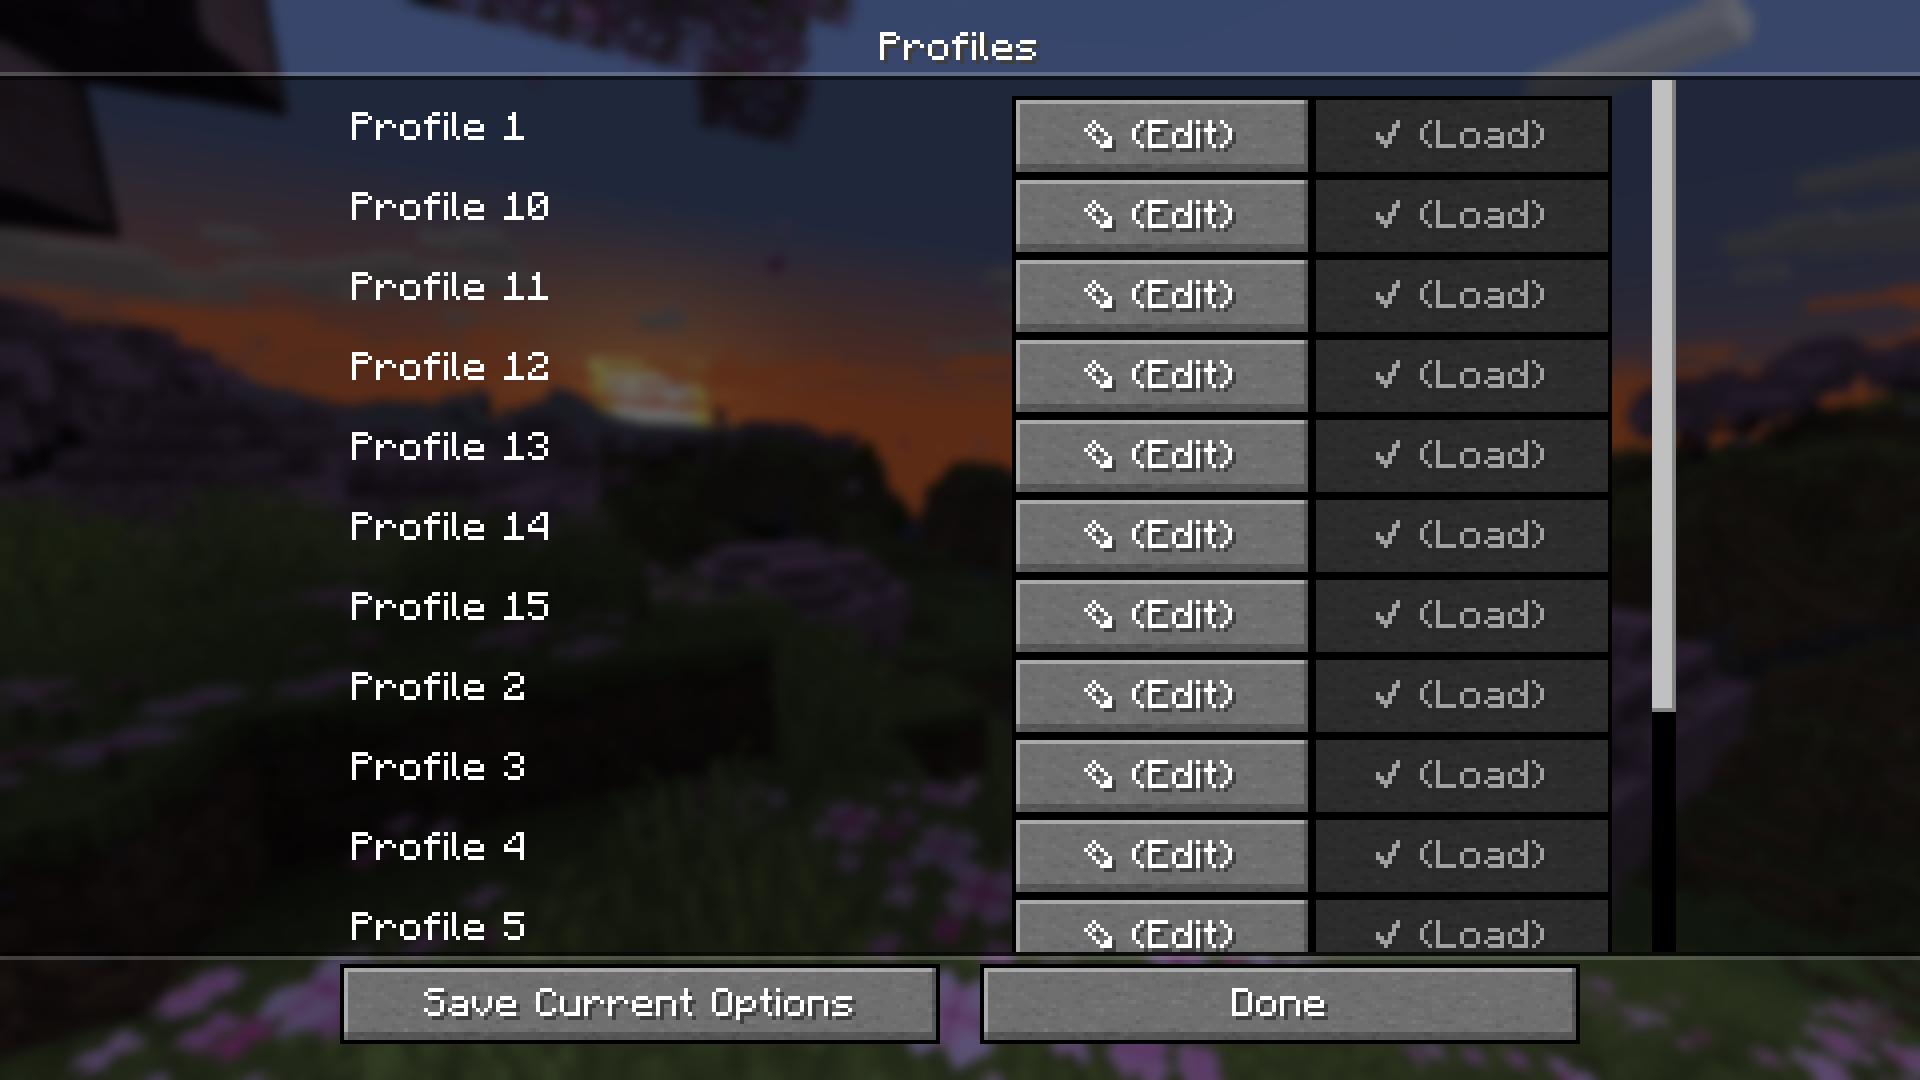 Profiles
Profile 1 ✎ (Edit) ✔ (Load)
Profile 10 ✎ (Edit) ✔ (Load)
Profile 11 ✎ (Edit) ✔ (Load)
Profile 12 ✎ (Edit) ✔ (Load)
Profile 13 ✎ (Edit) ✔ (Load)
Profile 14 ✎ (Edit) ✔ (Load)
Profile 15 ✎ (Edit) ✔ (Load)
Profile 2 ✎ (Edit) ✔ (Load)
Profile 3 ✎ (Edit) ✔ (Load)
Profile 4 ✎ (Edit) ✔ (Load)
Profile 5 ✎ (Edit) ✔ (Load)
Save Current Options Done